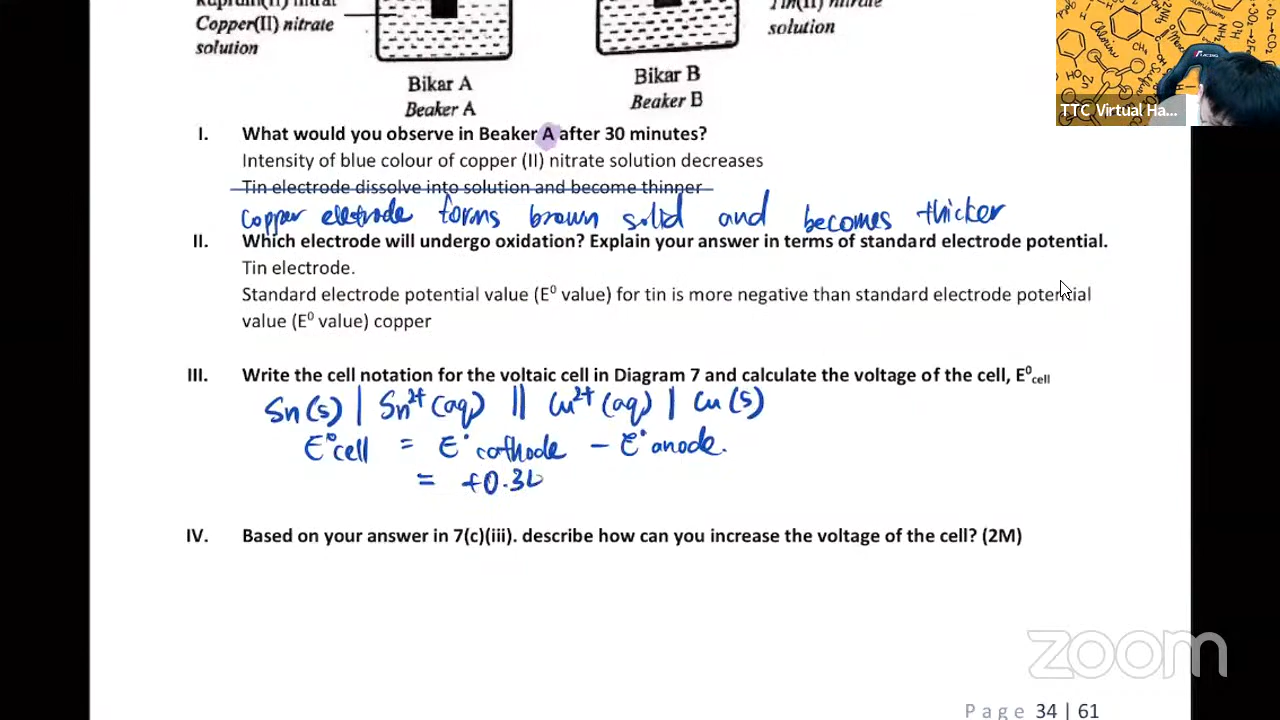 Kuprum(II) nitrat
Copper(II) nitrate
solution
Tin(II) nitrate
solution
Bikar A
Beaker A
Bikar B
Beaker B
TTC Virtual Ha...
I. What would you observe in Beaker A after 30 minutes?
Intensity of blue colour of copper (II) nitrate solution decreases
Tin electrode dissolve into solution and become thinner
copper eletrode forms brown solid and becomes thicker
II. Which electrode will undergo oxidation? Explain your answer in terms of standard electrode potential.
Tin electrode.
Standard electrode potential value (E⁰ value) for tin is more negative than standard electrode potential
value (E⁰ value) copper
III. Write the cell notation for the voltaic cell in Diagram 7 and calculate the voltage of the cell, E⁰cell
Sn(s) | Sn²⁺(aq) || Cu²⁺(aq) | Cu(s)
E°cell = E°cathode - E°anode.
= +0.3
IV. Based on your answer in 7(c)(iii). describe how can you increase the voltage of the cell? (2M)
zoom
Page 34 | 61